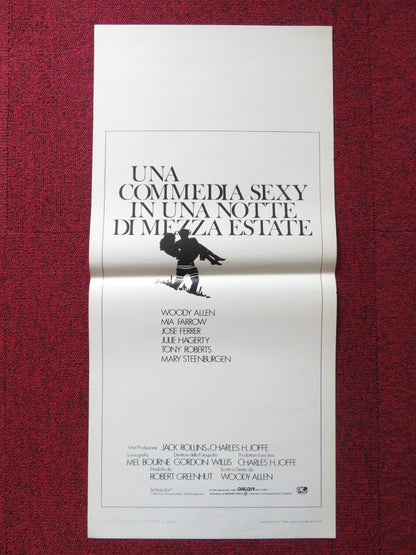 UNA
COMMEDIA SEXY
IN UNA NOTTE
DI MEZZA ESTATE
WOODY ALLEN
MIA FARROW
JOSE FERRER
JULIE HAGERTY
TONY ROBERTS
MARY STEENBURGEN
Una Produzione JACK ROLLINS e CHARLES H. JOFFE
Scenografia Direttore della Fotografia Produttore Esecutivo
MEL BOURNE GORDON WILLIS CHARLES H. JOFFE
Prodotto da Scritto e Diretto da
ROBERT GREENHUT WOODY ALLEN
Technicolor ORION